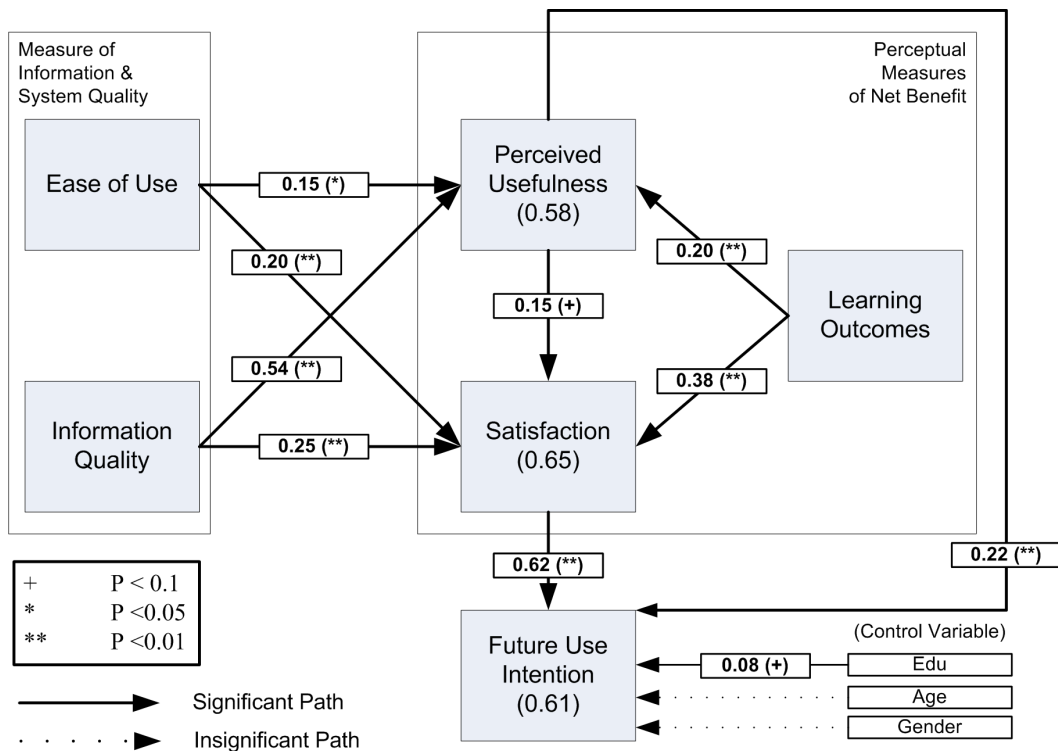 Measure of
Information &
System Quality
Perceptual
Measures
of Net Benefit
Ease of Use
Perceived
Usefulness
(0.58)
0.15 (*)
0.20 (**)
0.20 (**)
0.15 (+)
Learning
Outcomes
0.54 (**)
0.38 (**)
Information
Quality
0.25 (**)
Satisfaction
(0.65)
0.62 (**)
0.22 (**)
+ P < 0.1
* P <0.05
** P <0.01
Future Use
Intention
(0.61)
(Control Variable)
0.08 (+)
Edu
Age
Gender
Significant Path
Insignificant Path